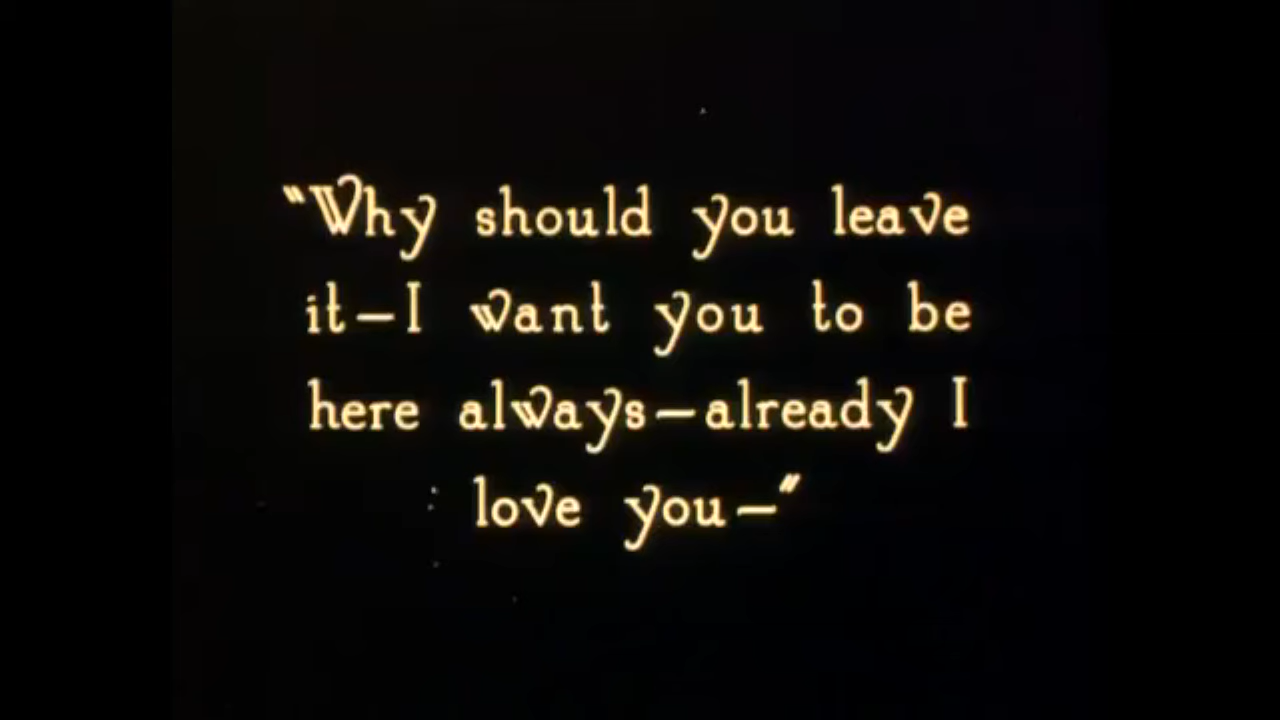 "Why should you leave
it—I want you to be
here always—already I
love you—"